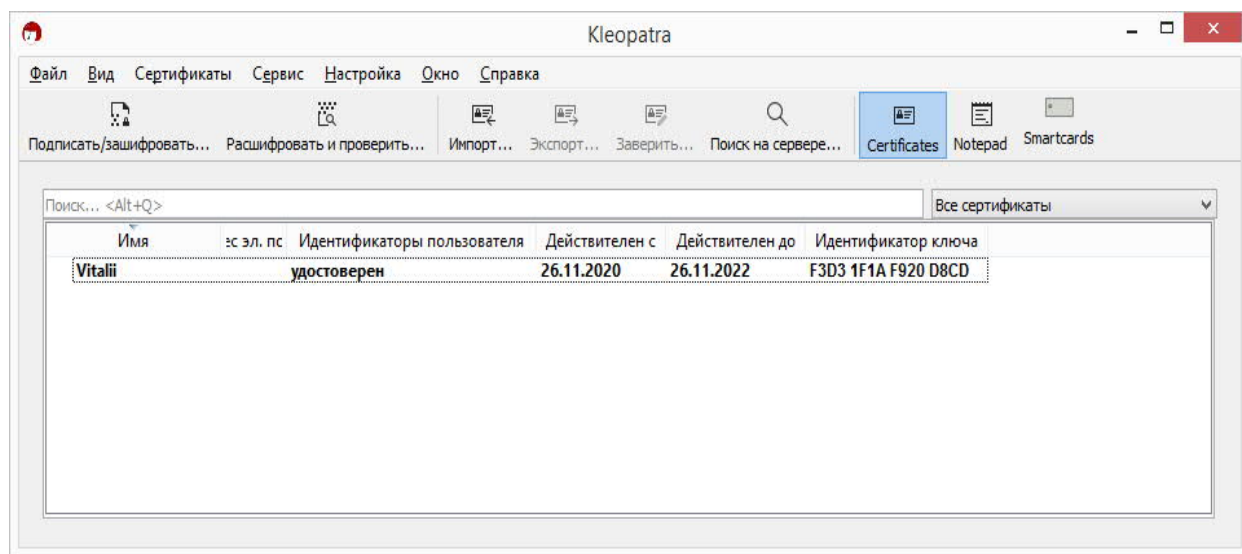 Kleopatra
Файл Вид Сертификаты Сервис Настройка Окно Справка
Подписать/зашифровать... Расшифровать и проверить... Импорт... Экспорт... Заверить... Поиск на сервере... Certificates Notepad Smartcards
Поиск... <Alt+Q> Все сертификаты
Имя ес эл. пс Идентификаторы пользователя Действителен с Действителен до Идентификатор ключа
Vitalii удостоверен 26.11.2020 26.11.2022 F3D3 1F1A F920 D8CD